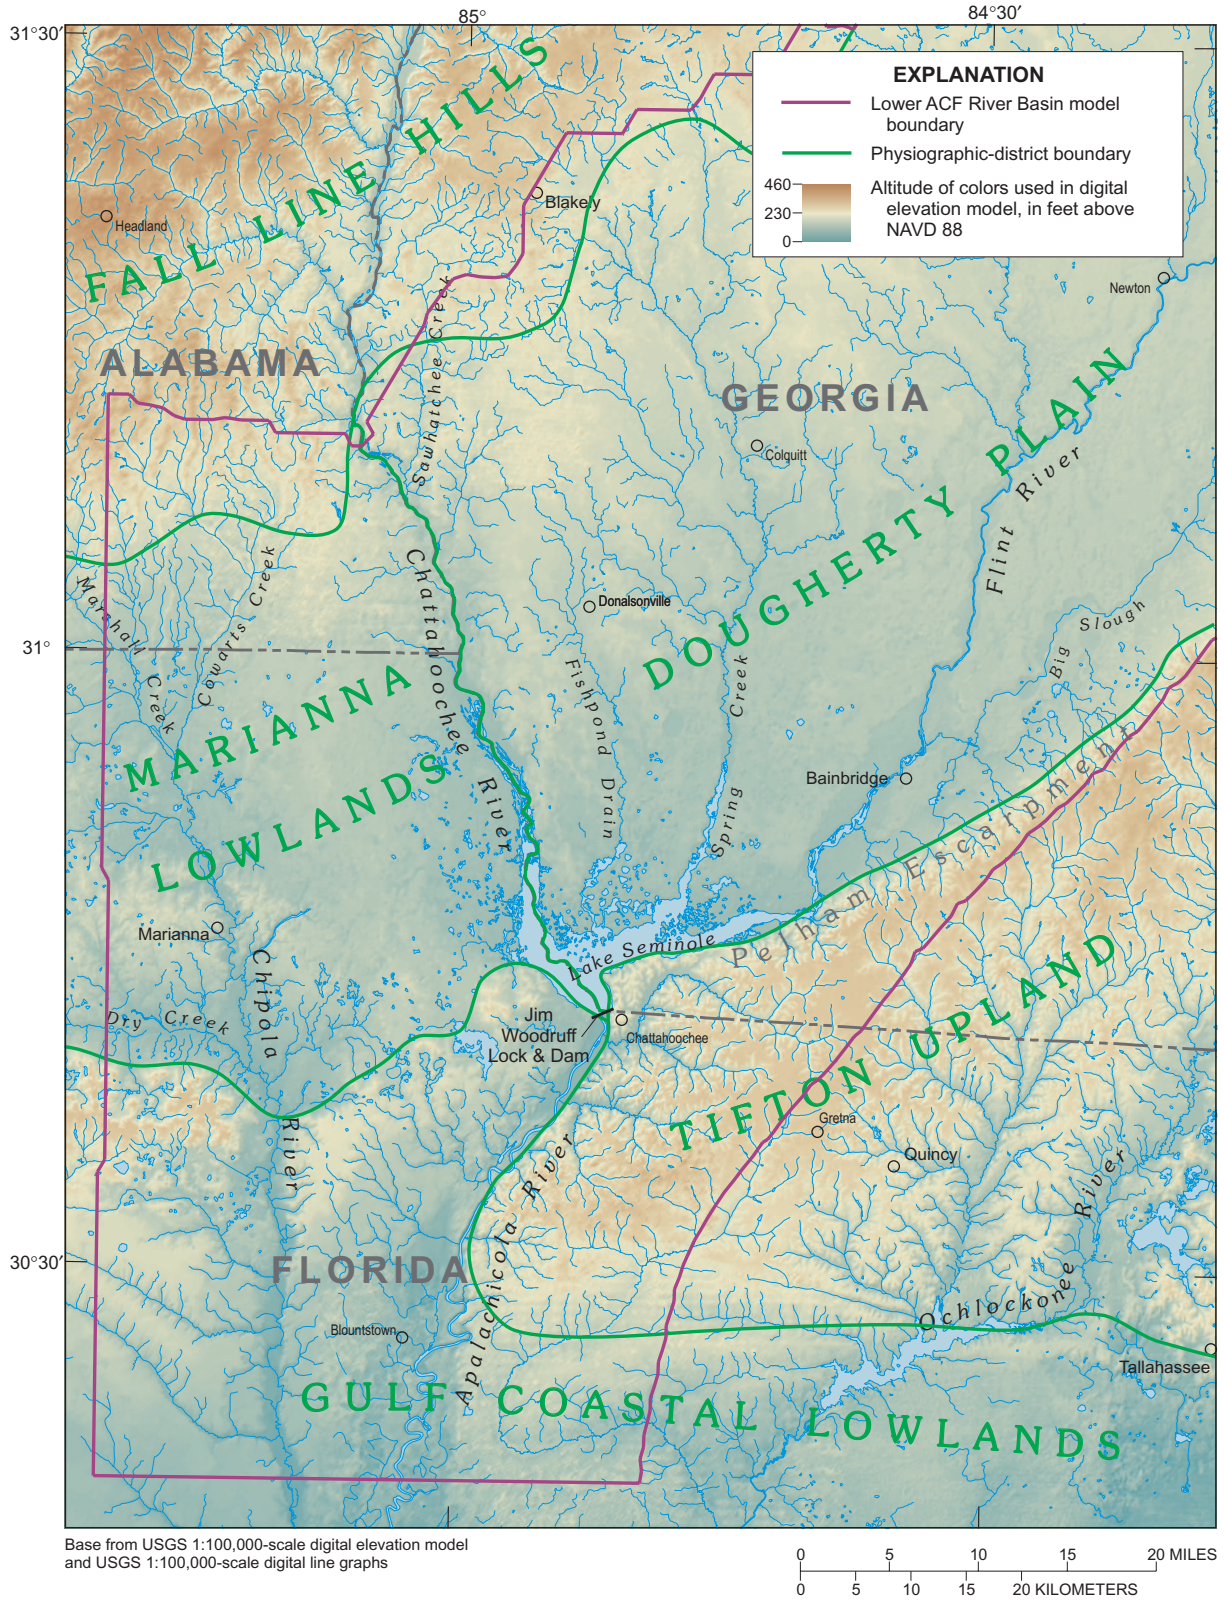 85°
84°30′
31°30′
EXPLANATION
Lower ACF River Basin model
boundary
Physiographic-district boundary
460
230
0
Altitude of colors used in digital
elevation model, in feet above
NAVD 88
FALL LINE HILLS
Blakely
Headland
Newton
Sawhatchee Creek
ALABAMA
GEORGIA
Colquitt
DOUGHERTY PLAIN
Flint River
Chattahoochee River
Marshall Creek
Cowarts Creek
Donalsonville
Big Slough
31°
Fishpond Drain
Spring Creek
MARIANNA
LOWLANDS
Bainbridge
Pelham Escarpment
Marianna
Lake Seminole
Chipola River
Dry Creek
Jim
Woodruff
Lock & Dam
Chattahoochee
TIFTON UPLAND
Gretna
Quincy
Apalachicola River
Ochlockonee River
30°30′
FLORIDA
Blountstown
Tallahassee
GULF COASTAL LOWLANDS
Base from USGS 1:100,000-scale digital elevation model
and USGS 1:100,000-scale digital line graphs
0 5 10 15 20 MILES
0 5 10 15 20 KILOMETERS